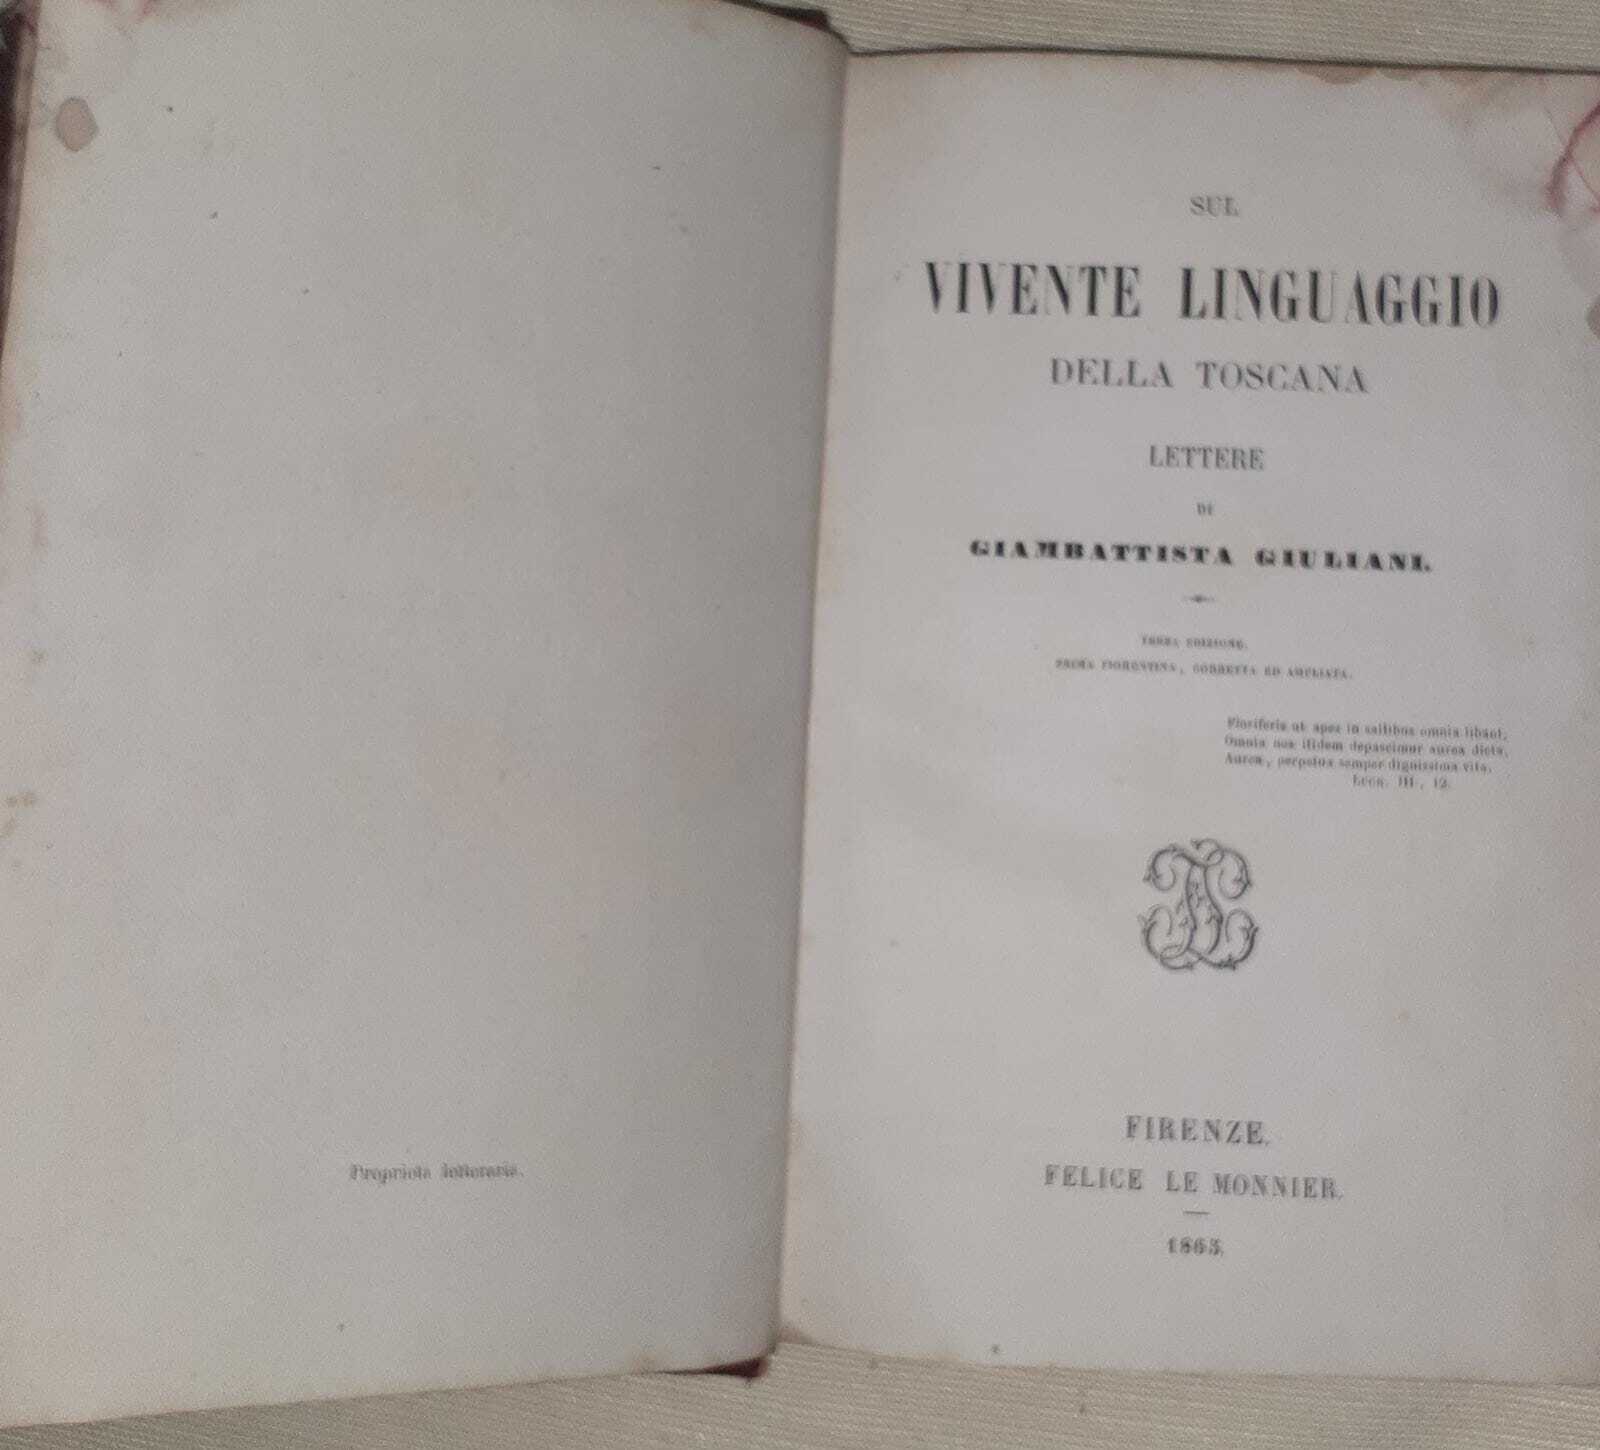 Proprietà letteraria.
SUL
VIVENTE LINGUAGGIO
DELLA TOSCANA
LETTERE
DI
GIAMBATTISTA GIULIANI.
TERZA EDIZIONE,
PRIMA FIORENTINA, CORRETTA ED AMPLIATA.
Floriferis ut apes in saltibus omnia libant,
Omnia nos itidem depascimur aurea dicta,
Aurea, perpetua semper dignissima vita.
LUCR. III, 12.
FIRENZE.
FELICE LE MONNIER.